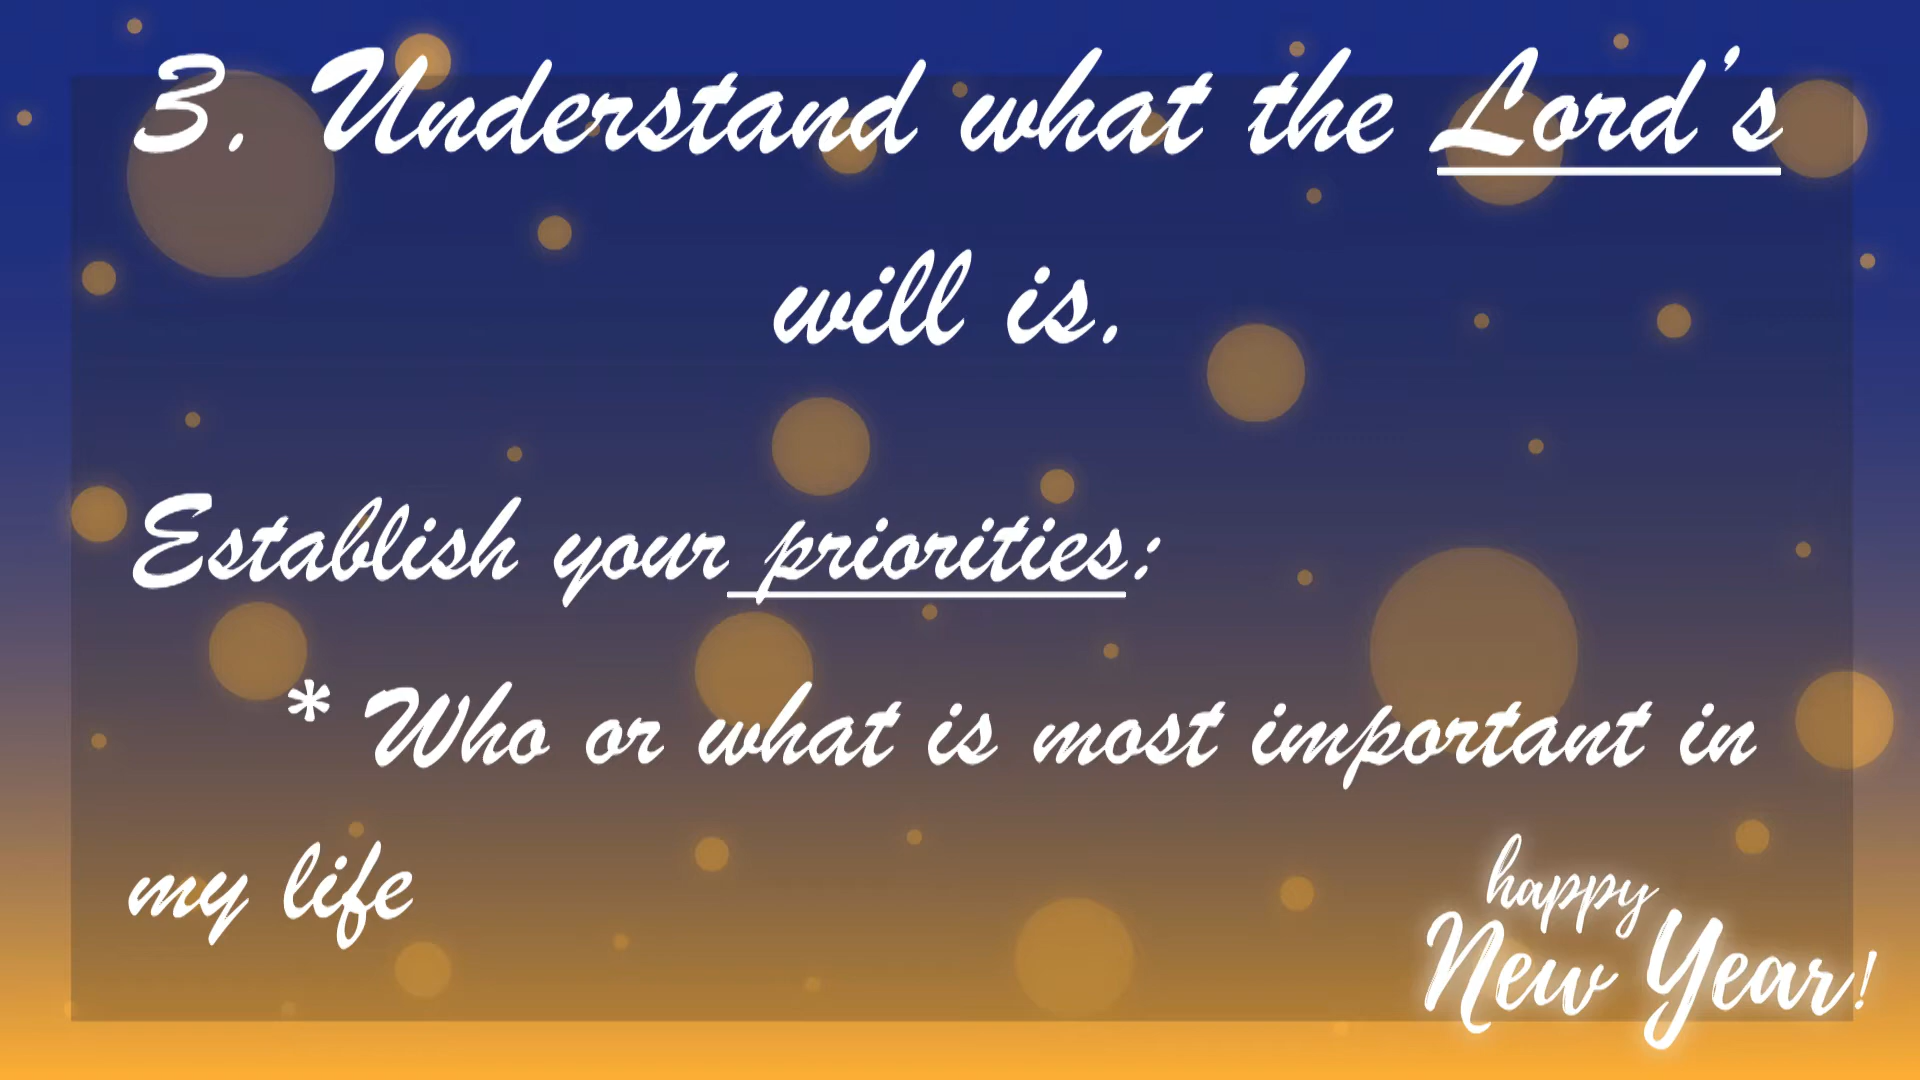 3. Understand what the Lord's
will is.
Establish your priorities:
* Who or what is most important in
my life
happy
New Year!